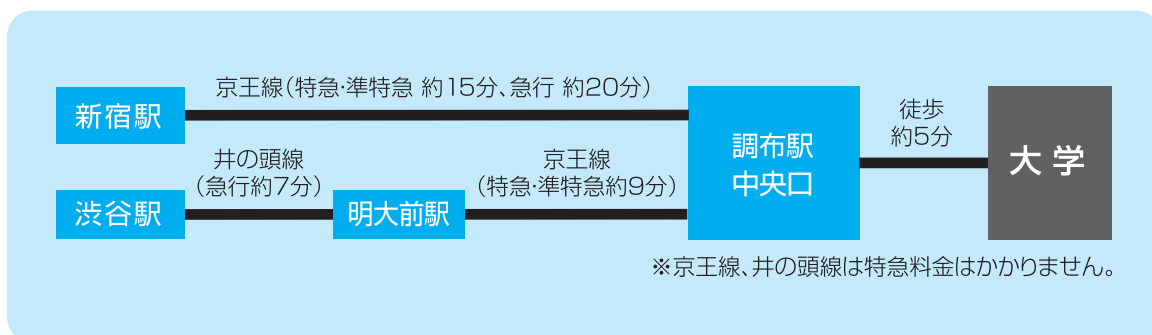 京王線(特急・準特急 約15分、急行 約20分)
新宿駅
井の頭線
(急行約7分)
京王線
(特急・準特急約9分)
渋谷駅
明大前駅
調布駅
中央口
徒歩
約5分
大学
※京王線、井の頭線は特急料金はかかりません。